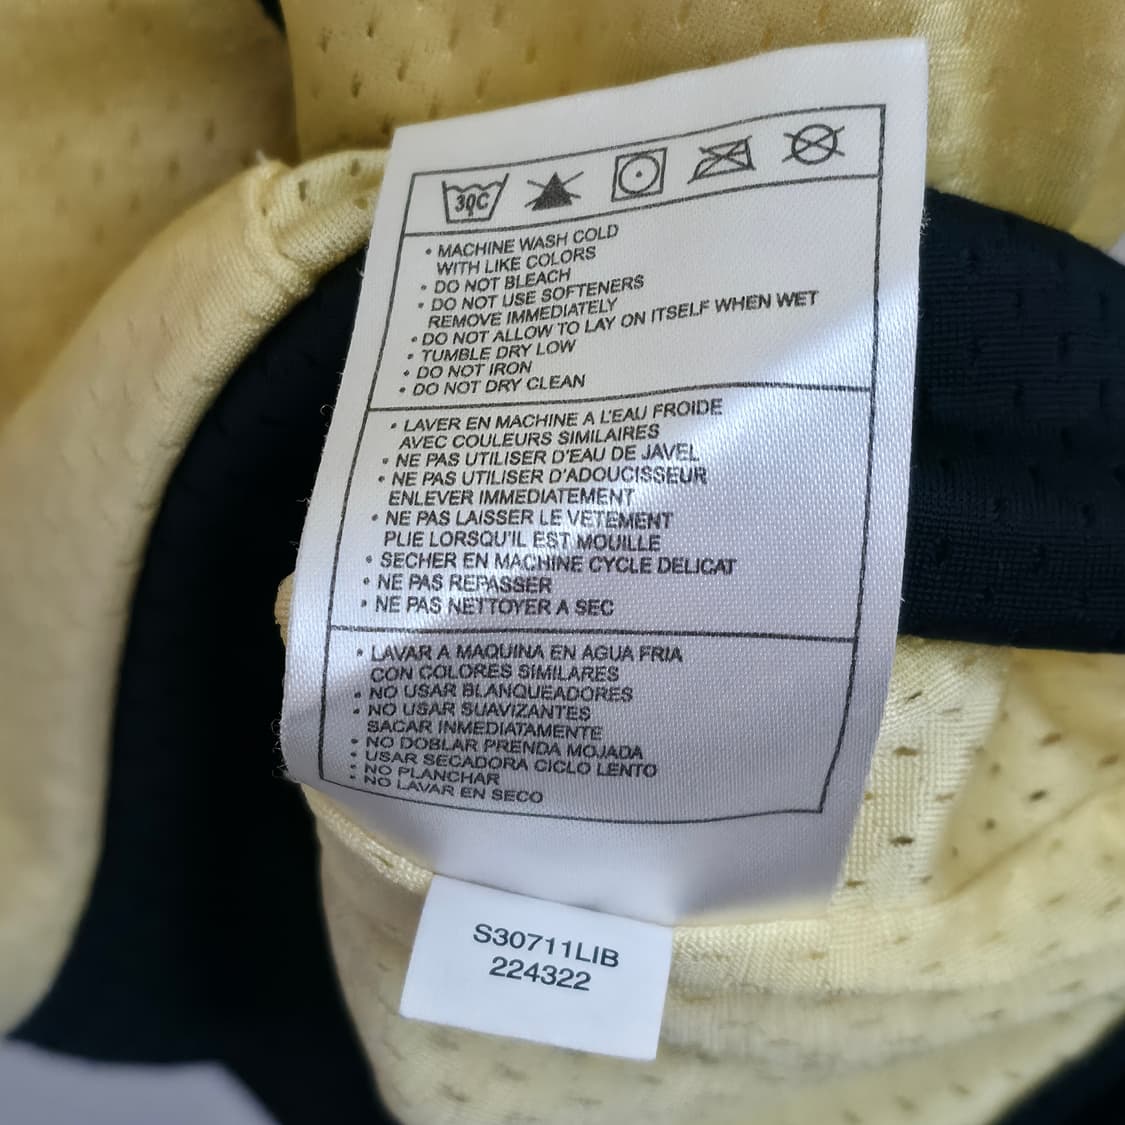 30C
• MACHINE WASH COLD
WITH LIKE COLORS
• DO NOT BLEACH
• DO NOT USE SOFTENERS
REMOVE IMMEDIATELY
• DO NOT ALLOW TO LAY ON ITSELF WHEN WET
• TUMBLE DRY LOW
• DO NOT IRON
• DO NOT DRY CLEAN
• LAVER EN MACHINE A L'EAU FROIDE
AVEC COULEURS SIMILAIRES
• NE PAS UTILISER D'EAU DE JAVEL
• NE PAS UTILISER D'ADOUCISSEUR
ENLEVER IMMEDIATEMENT
• NE PAS LAISSER LE VETEMENT
PLIE LORSQU'IL EST MOUILLE
• SECHER EN MACHINE CYCLE DELICAT
• NE PAS REPASSER
• NE PAS NETTOYER A SEC
• LAVAR A MAQUINA EN AGUA FRIA
CON COLORES SIMILARES
• NO USAR BLANQUEADORES
• NO USAR SUAVIZANTES
SACAR INMEDIATAMENTE
• NO DOBLAR PRENDA MOJADA
• USAR SECADORA CICLO LENTO
• NO PLANCHAR
• NO LAVAR EN SECO
S30711LIB
224322